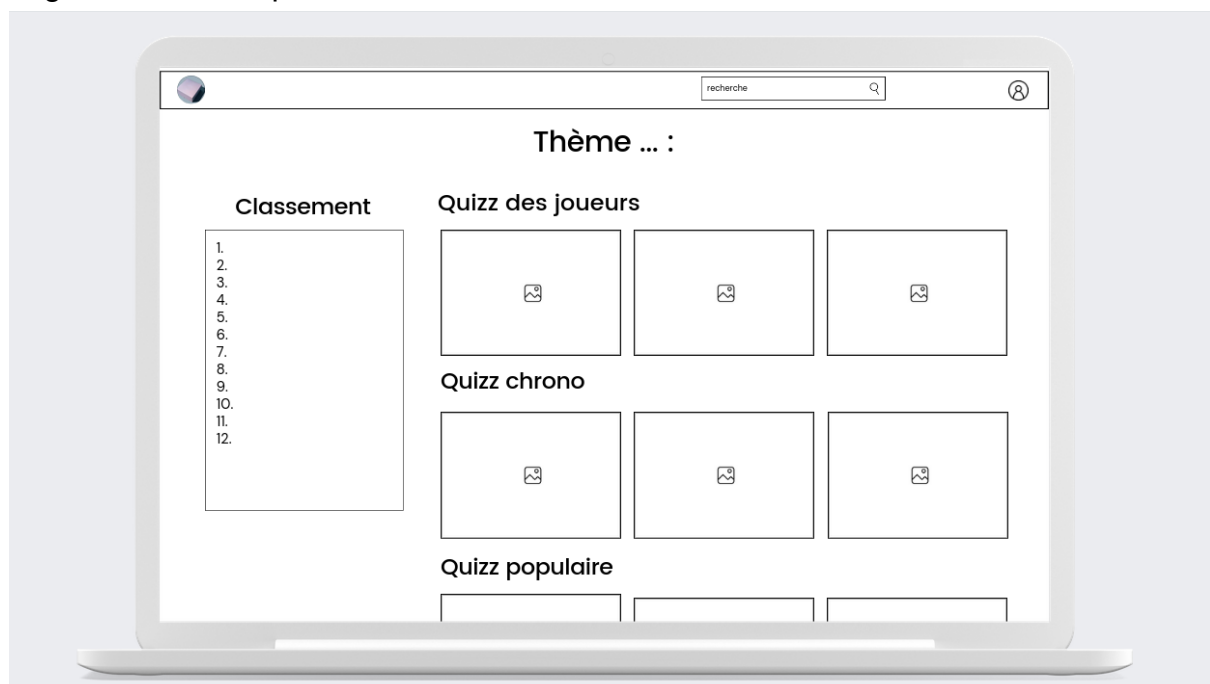 recherche
Thème ... :
Classement
1.
2.
3.
4.
5.
6.
7.
8.
9.
10.
11.
12.
Quizz des joueurs
Quizz chrono
Quizz populaire